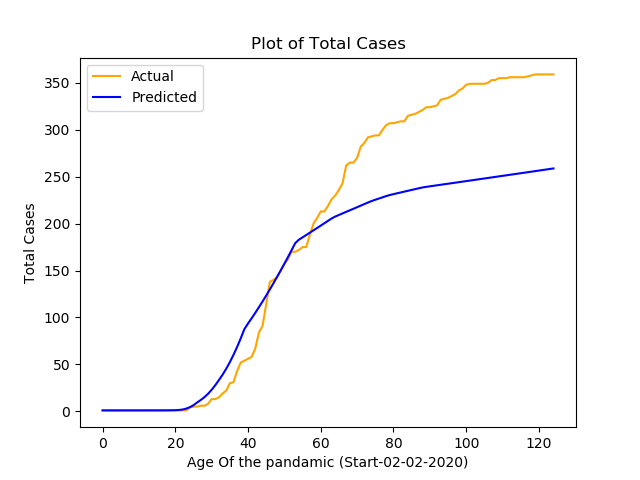 Plot of Total Cases
Actual
Predicted
350
300
250
200
150
100
50
0
Total Cases
0 20 40 60 80 100 120
Age Of the pandamic (Start-02-02-2020)